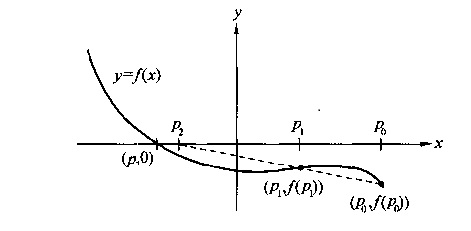 y
y=f(x)
p₂
p₁
p₀
x
(p,0)
(p₁,f(p₁))
(p₀,f(p₀))